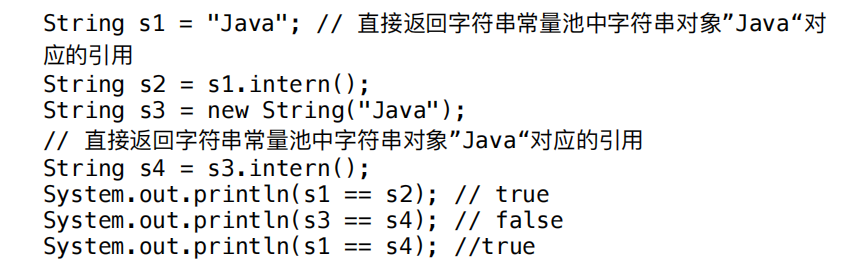 String s1 = "Java"; // 直接返回字符串常量池中字符串对象”Java“对
应的引用
String s2 = s1.intern();
String s3 = new String("Java");
// 直接返回字符串常量池中字符串对象”Java“对应的引用
String s4 = s3.intern();
System.out.println(s1 == s2); // true
System.out.println(s3 == s4); // false
System.out.println(s1 == s4); //true